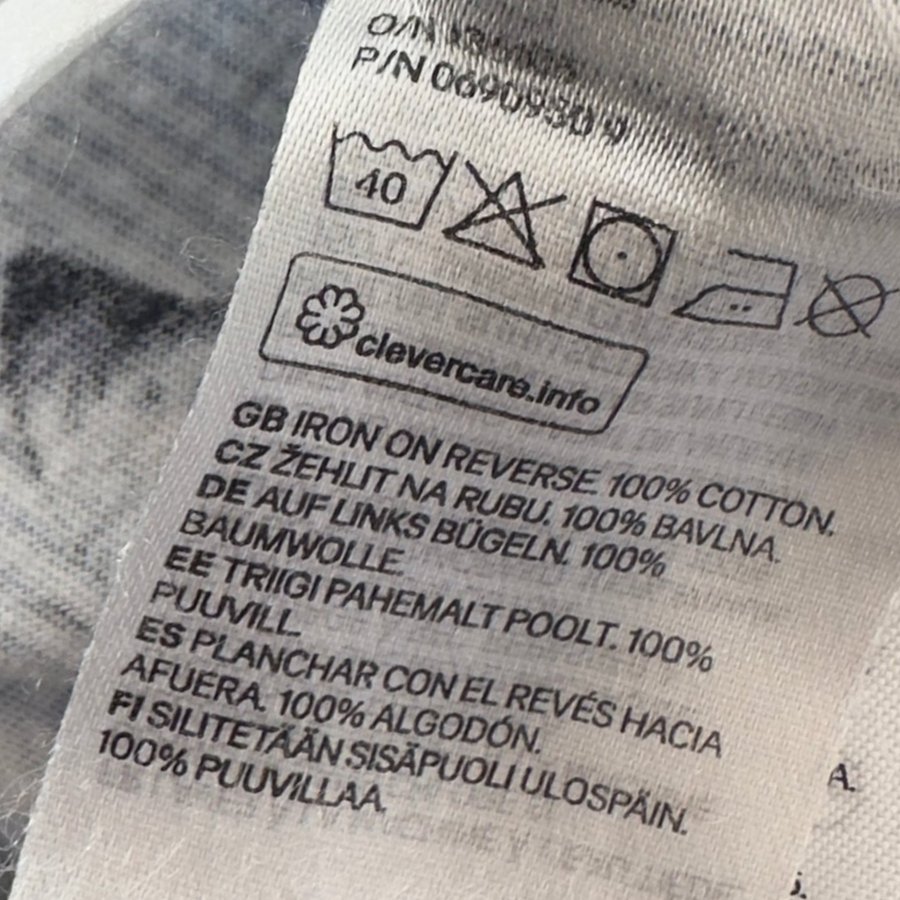 O/N
P/N 0690950
40
clevercare.info
GB IRON ON REVERSE. 100% COTTON.
CZ ŽEHLIT NA RUBU. 100% BAVLNA.
DE AUF LINKS BÜGELN. 100%
BAUMWOLLE.
EE TRIIGI PAHEMALT POOLT. 100%
PUUVILL.
ES PLANCHAR CON EL REVÉS HACIA
AFUERA. 100% ALGODÓN.
FI SILITETÄÄN SISÄPUOLI ULOSPÄIN.
100% PUUVILLAA.
A.